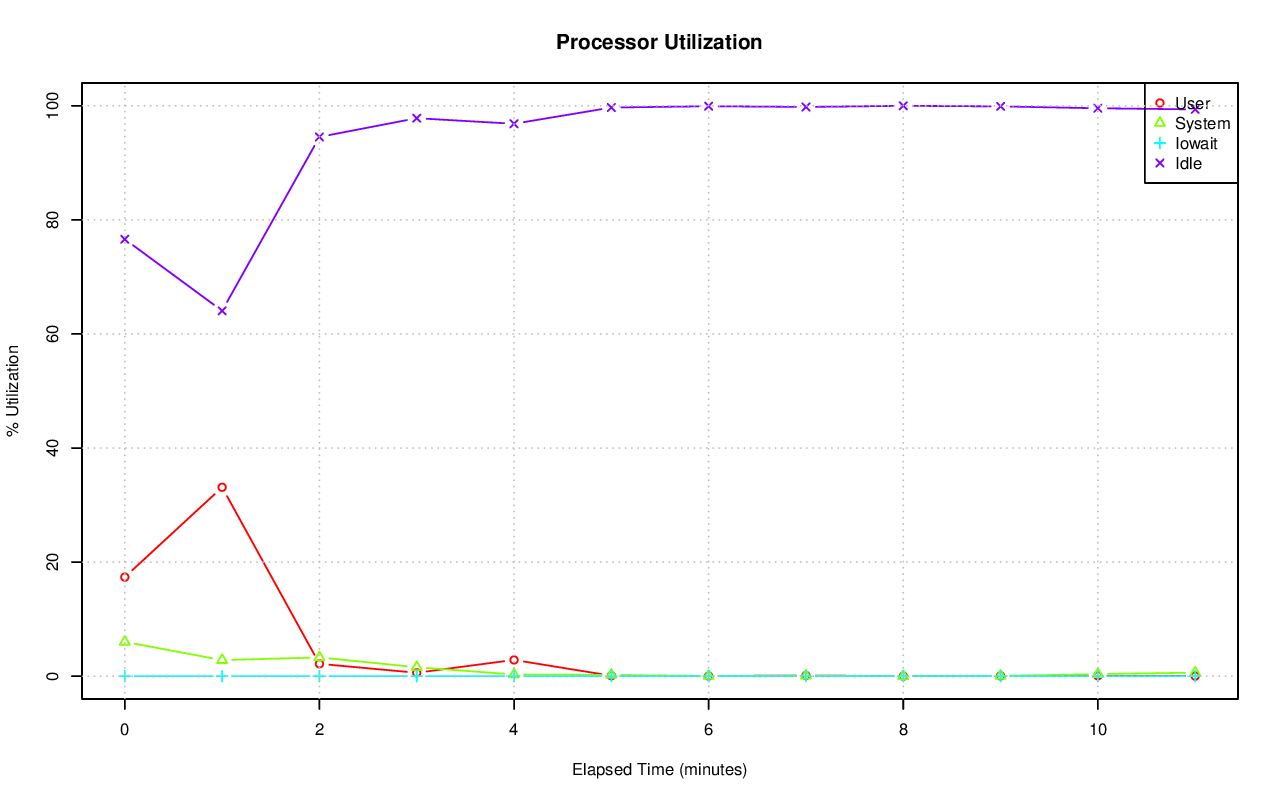 Processor Utilization
% Utilization
100
80
60
40
20
0
User
System
Iowait
Idle
0 2 4 6 8 10
Elapsed Time (minutes)